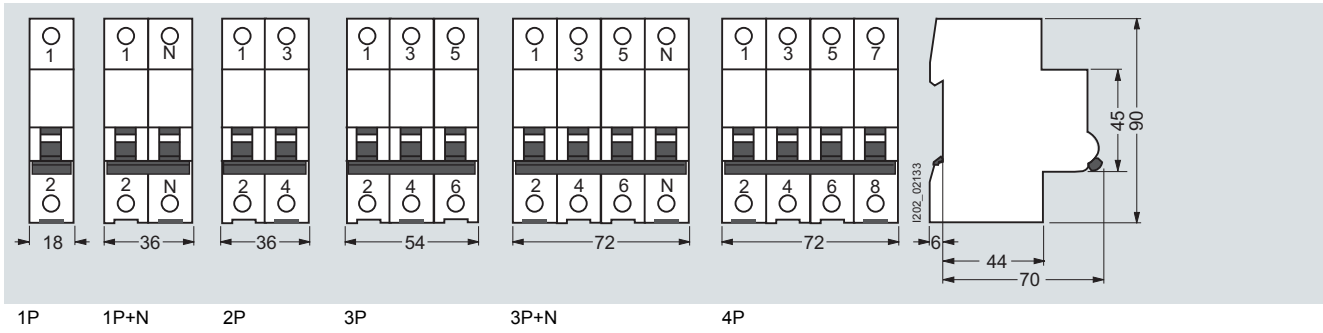 1 1 N 1 3 1 3 5 1 3 5 N 1 3 5 7
2 2 N 2 4 2 4 6 2 4 6 N 2 4 6 8
45
90
I202_02133
18 36 36 54 72 72 6
44
70
1P 1P+N 2P 3P 3P+N 4P